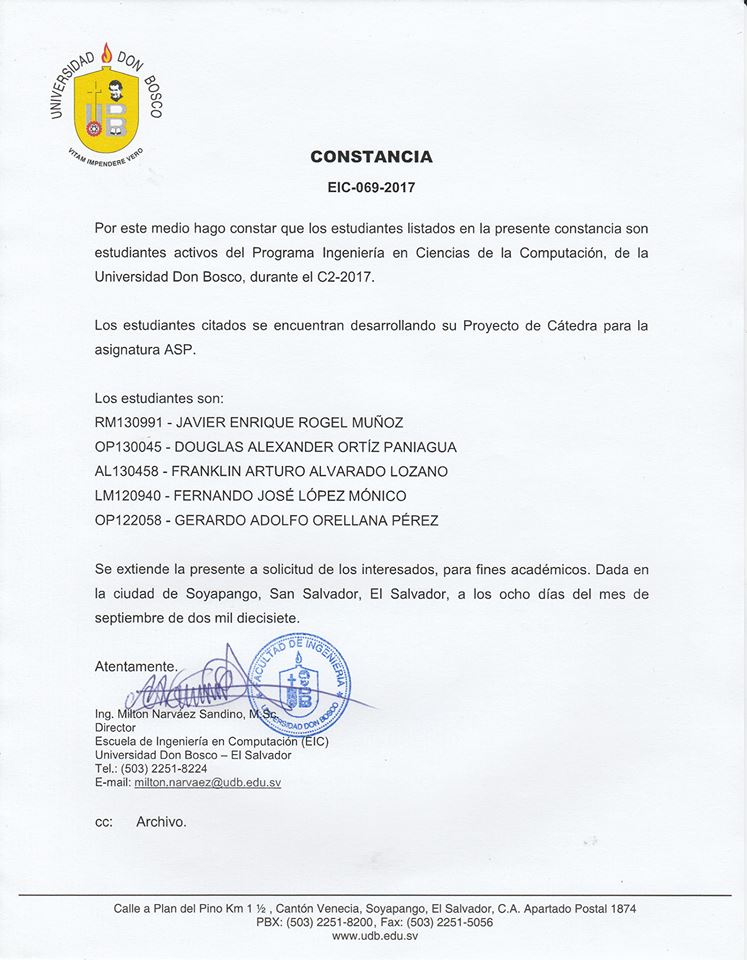 UNIVERSIDAD DON BOSCO
VITAM IMPENDERE VERO
CONSTANCIA
EIC-069-2017
Por este medio hago constar que los estudiantes listados en la presente constancia son
estudiantes activos del Programa Ingeniería en Ciencias de la Computación, de la
Universidad Don Bosco, durante el C2-2017.
Los estudiantes citados se encuentran desarrollando su Proyecto de Cátedra para la
asignatura ASP.
Los estudiantes son:
RM130991 - JAVIER ENRIQUE ROGEL MUÑOZ
OP130045 - DOUGLAS ALEXANDER ORTÍZ PANIAGUA
AL130458 - FRANKLIN ARTURO ALVARADO LOZANO
LM120940 - FERNANDO JOSÉ LÓPEZ MÓNICO
OP122058 - GERARDO ADOLFO ORELLANA PÉREZ
Se extiende la presente a solicitud de los interesados, para fines académicos. Dada en
la ciudad de Soyapango, San Salvador, El Salvador, a los ocho días del mes de
septiembre de dos mil diecisiete.
Atentamente.
FACULTAD DE INGENIERIA
UNIVERSIDAD DON BOSCO
Ing. Milton Narváez Sandino, M.Sc.
Director
Escuela de Ingeniería en Computación (EIC)
Universidad Don Bosco – El Salvador
Tel.: (503) 2251-8224
E-mail: milton.narvaez@udb.edu.sv
cc: Archivo.
Calle a Plan del Pino Km 1 ½ , Cantón Venecia, Soyapango, El Salvador, C.A. Apartado Postal 1874
PBX: (503) 2251-8200, Fax: (503) 2251-5056
www.udb.edu.sv